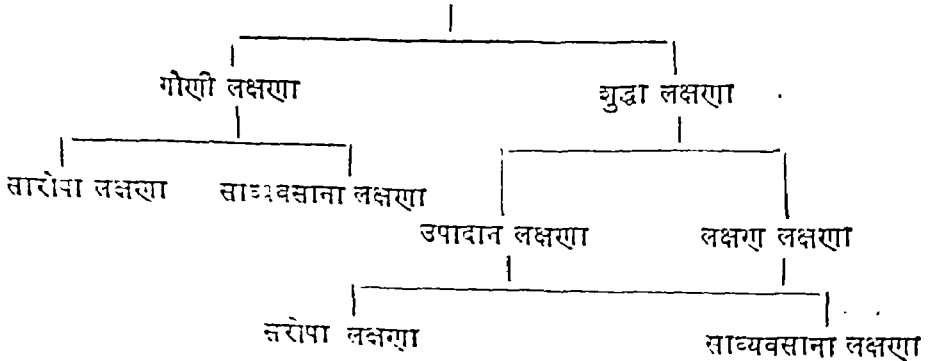 गौणी लक्षणा शुद्धा लक्षणा
सारोपा लक्षणा साध्यवसाना लक्षणा
उपादान लक्षणा लक्षण लक्षणा
सरोपा लक्षणा साध्यवसाना लक्षणा